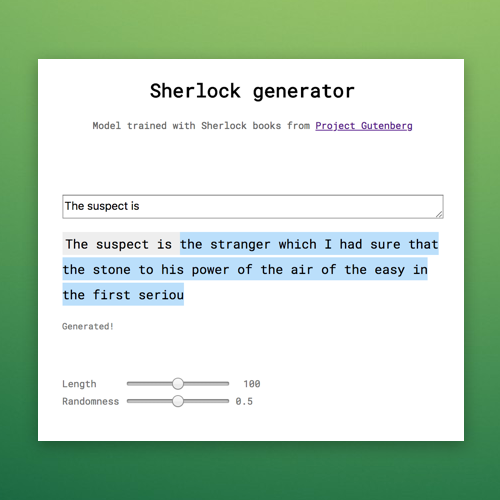 Sherlock generator
Model trained with Sherlock books from Project Gutenberg
The suspect is
The suspect is the stranger which I had sure that
the stone to his power of the air of the easy in
the first seriou
Generated!
Length 100
Randomness 0.5